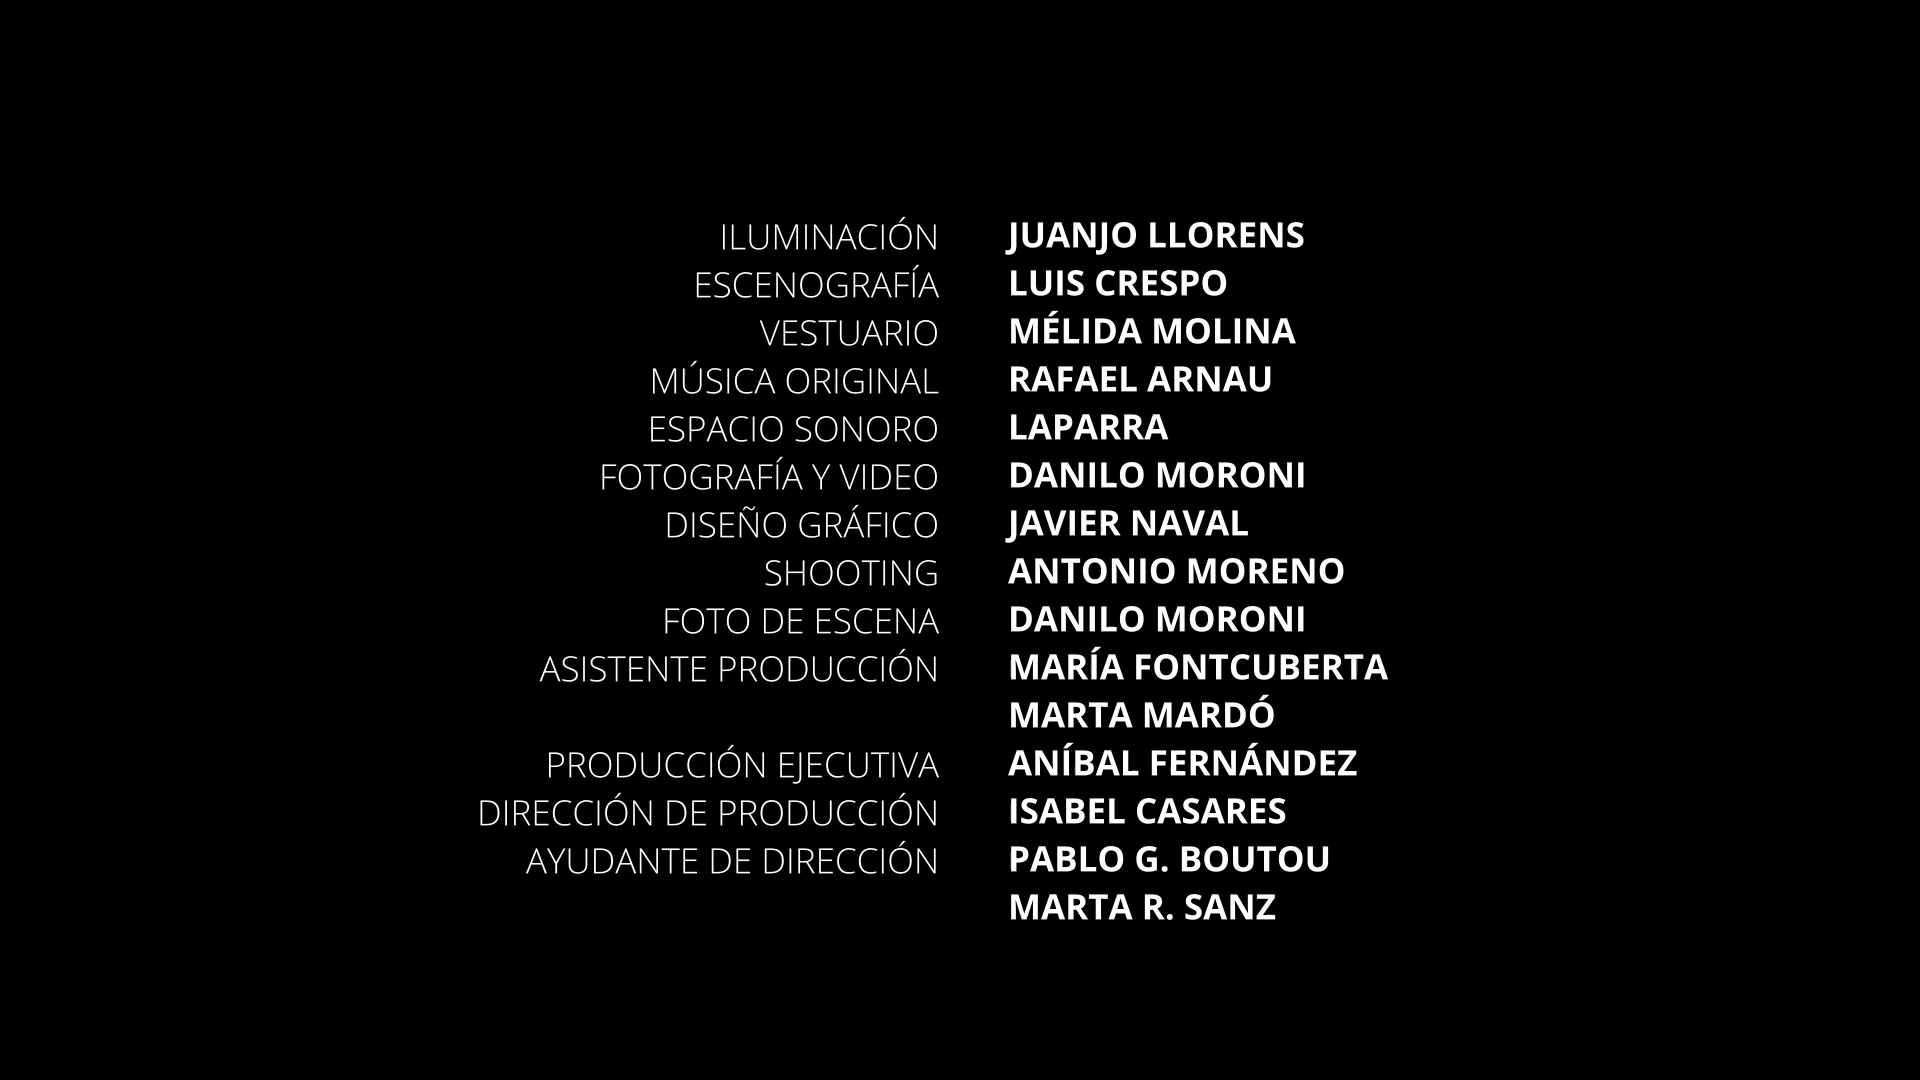 ILUMINACIÓN JUANJO LLORENS
ESCENOGRAFÍA LUIS CRESPO
VESTUARIO MÉLIDA MOLINA
MÚSICA ORIGINAL RAFAEL ARNAU
ESPACIO SONORO LAPARRA
FOTOGRAFÍA Y VIDEO DANILO MORONI
DISEÑO GRÁFICO JAVIER NAVAL
SHOOTING ANTONIO MORENO
FOTO DE ESCENA DANILO MORONI
ASISTENTE PRODUCCIÓN MARÍA FONTCUBERTA
MARTA MARDÓ
PRODUCCIÓN EJECUTIVA ANÍBAL FERNÁNDEZ
DIRECCIÓN DE PRODUCCIÓN ISABEL CASARES
AYUDANTE DE DIRECCIÓN PABLO G. BOUTOU
MARTA R. SANZ